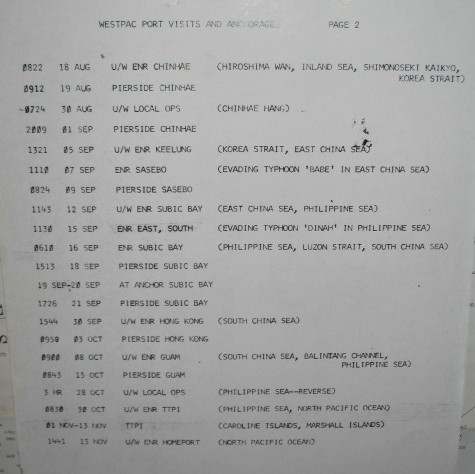 WESTPAC PORT VISITS AND ANCHORAGE PAGE 2
0822 18 AUG U/W ENR CHINHAE (HIROSHIMA WAN, INLAND SEA, SHIMONOSEKI KAIKYO,
KOREA STRAIT)
0912 19 AUG PIERSIDE CHINHAE
~0724 30 AUG U/W LOCAL OPS (CHINHAE HANG)
2009 01 SEP PIERSIDE CHINHAE
1321 05 SEP U/W ENR KEELUNG (KOREA STRAIT, EAST CHINA SEA)
1110 07 SEP ENR SASEBO (EVADING TYPHOON 'BABE' IN EAST CHINA SEA)
0824 09 SEP PIERSIDE SASEBO
1143 12 SEP U/W ENR SUBIC BAY (EAST CHINA SEA, PHILIPPINE SEA)
1130 15 SEP ENR EAST, SOUTH (EVADING TYPHOON 'DINAH' IN PHILIPPINE SEA)
0610 16 SEP ENR SUBIC BAY (PHILIPPINE SEA, LUZON STRAIT, SOUTH CHINA SEA)
1513 18 SEP PIERSIDE SUBIC BAY
19 SEP-20 SEP AT ANCHOR SUBIC BAY
1726 21 SEP PIERSIDE SUBIC BAY
1544 30 SEP U/W ENR HONG KONG (SOUTH CHINA SEA)
0958 03 OCT PIERSIDE HONG KONG
0900 08 OCT U/W ENR GUAM (SOUTH CHINA SEA, BALINTANG CHANNEL,
PHILIPPINE SEA)
0843 15 OCT PIERSIDE GUAM
3 HR 28 OCT U/W LOCAL OPS (PHILIPPINE SEA--REVERSE)
0830 30 OCT U/W ENR TTPI (PHILIPPINE SEA, NORTH PACIFIC OCEAN)
01 NOV-13 NOV TTPI (CAROLINE ISLANDS, MARSHALL ISLANDS)
1441 13 NOV U/W ENR HOMEPORT (NORTH PACIFIC OCEAN)